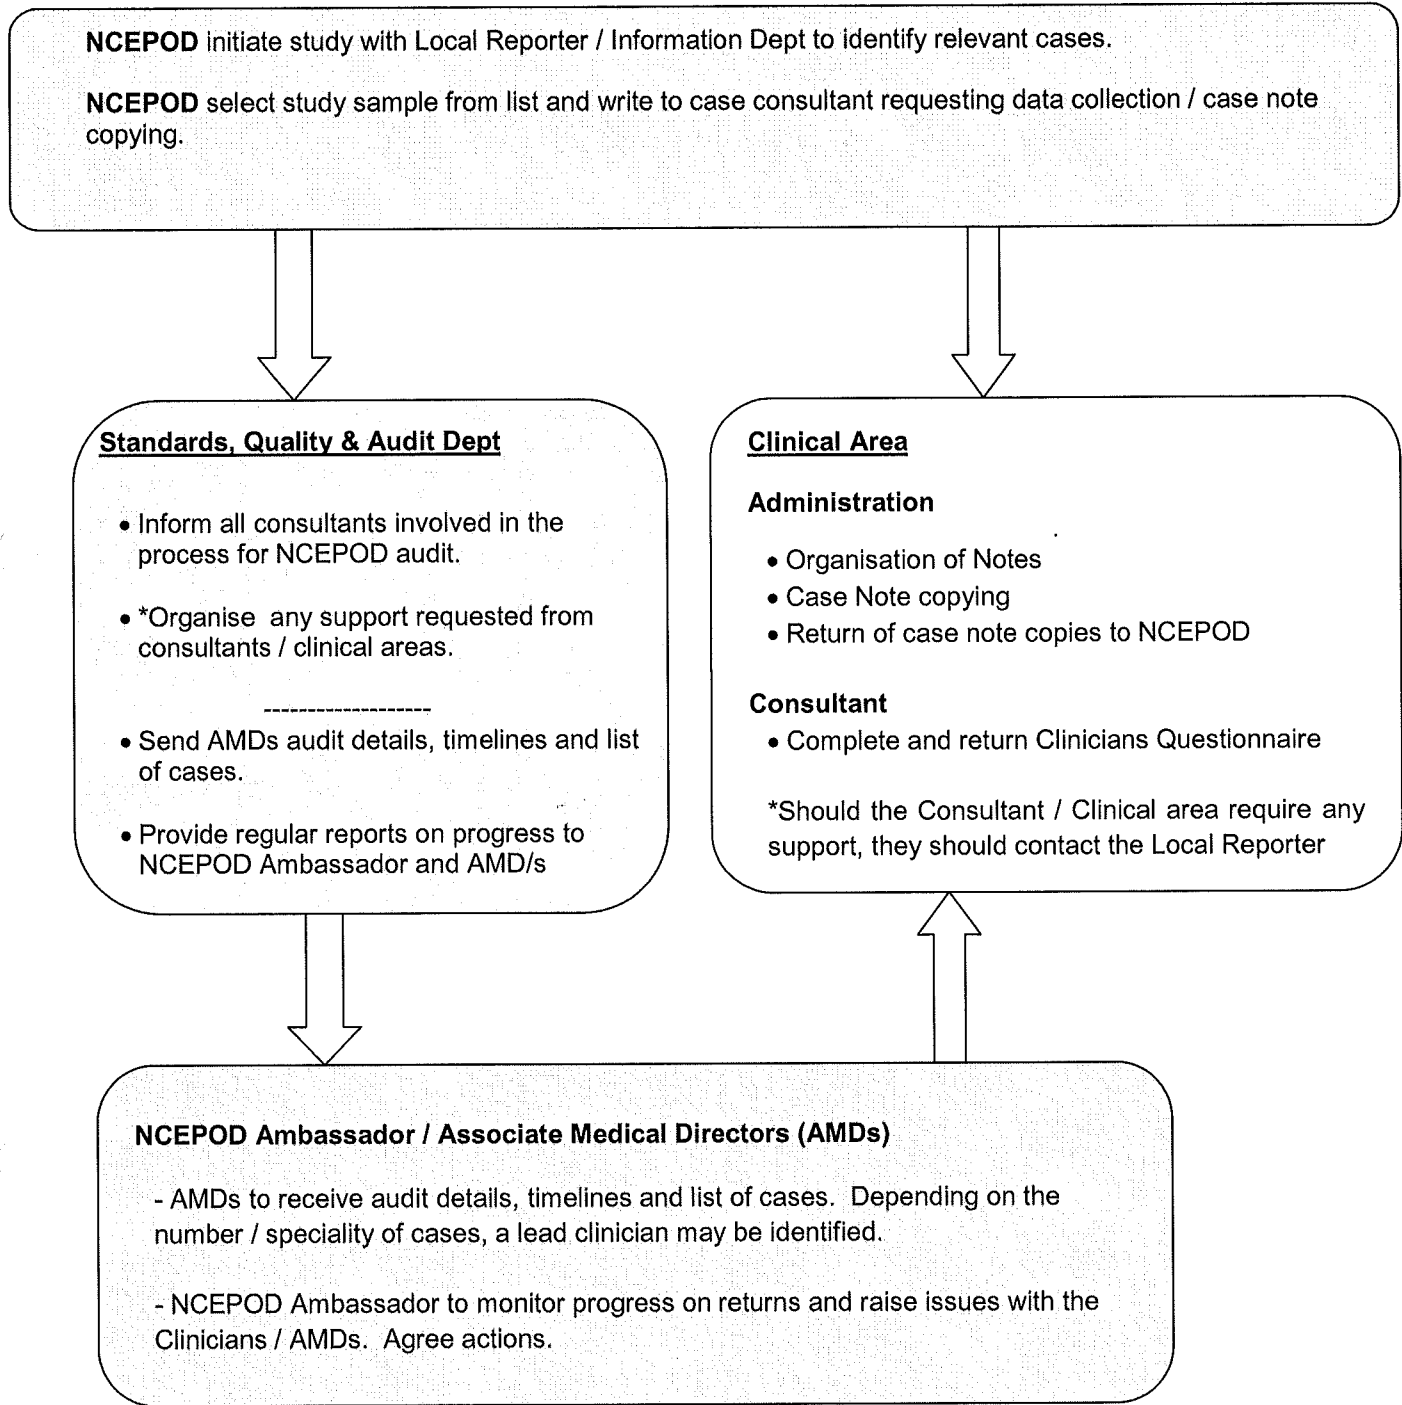 NCEPOD initiate study with Local Reporter / Information Dept to identify relevant cases.
NCEPOD select study sample from list and write to case consultant requesting data collection / case note
copying.
Standards, Quality & Audit Dept
• Inform all consultants involved in the
process for NCEPOD audit.
• *Organise any support requested from
consultants / clinical areas.
-------------------
• Send AMDs audit details, timelines and list
of cases.
• Provide regular reports on progress to
NCEPOD Ambassador and AMD/s
Clinical Area
Administration
• Organisation of Notes
• Case Note copying
• Return of case note copies to NCEPOD
Consultant
• Complete and return Clinicians Questionnaire
*Should the Consultant / Clinical area require any
support, they should contact the Local Reporter
NCEPOD Ambassador / Associate Medical Directors (AMDs)
- AMDs to receive audit details, timelines and list of cases. Depending on the
number / speciality of cases, a lead clinician may be identified.
- NCEPOD Ambassador to monitor progress on returns and raise issues with the
Clinicians / AMDs. Agree actions.